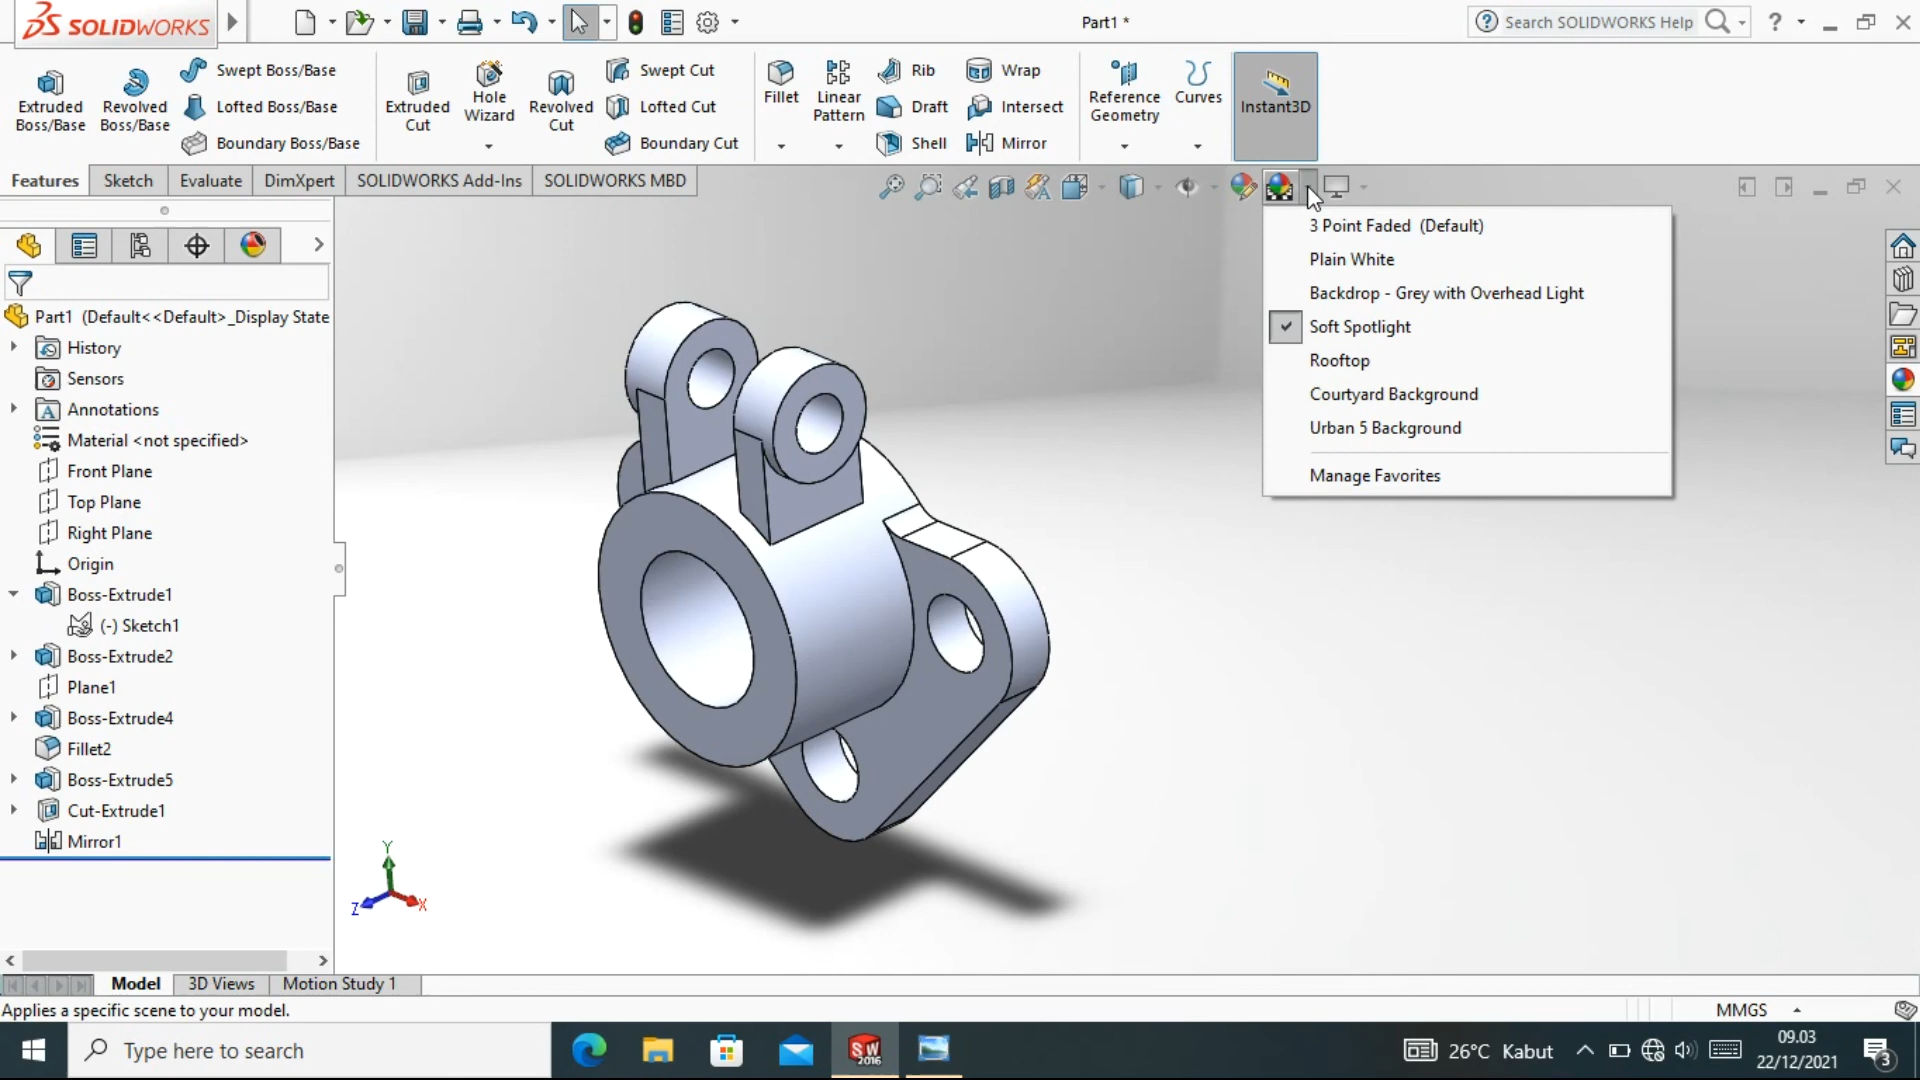 SOLIDWORKS
Part1 *
Search SOLIDWORKS Help
Extruded Boss/Base
Revolved Boss/Base
Swept Boss/Base
Lofted Boss/Base
Boundary Boss/Base
Extruded Cut
Hole Wizard
Revolved Cut
Swept Cut
Lofted Cut
Boundary Cut
Fillet
Linear Pattern
Rib
Draft
Shell
Wrap
Intersect
Mirror
Reference Geometry
Curves
Instant3D
Features
Sketch
Evaluate
DimXpert
SOLIDWORKS Add-Ins
SOLIDWORKS MBD
3 Point Faded (Default)
Plain White
Backdrop - Grey with Overhead Light
Soft Spotlight
Rooftop
Courtyard Background
Urban 5 Background
Manage Favorites
Part1 (Default<<Default>_Display State
History
Sensors
Annotations
Material <not specified>
Front Plane
Top Plane
Right Plane
Origin
Boss-Extrude1
(-) Sketch1
Boss-Extrude2
Plane1
Boss-Extrude4
Fillet2
Boss-Extrude5
Cut-Extrude1
Mirror1
Y
Z
X
Model
3D Views
Motion Study 1
Applies a specific scene to your model.
MMGS
Type here to search
SW
2016
26°C Kabut
09.03
22/12/2021
3